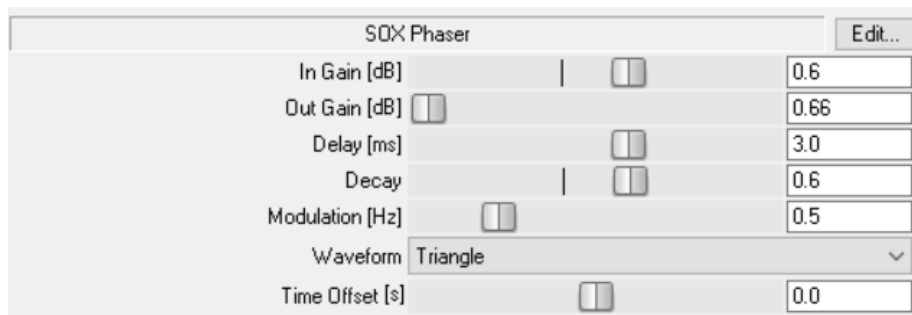 SOX Phaser Edit...
In Gain [dB] 0.6
Out Gain [dB] 0.66
Delay [ms] 3.0
Decay 0.6
Modulation [Hz] 0.5
Waveform Triangle
Time Offset [s] 0.0